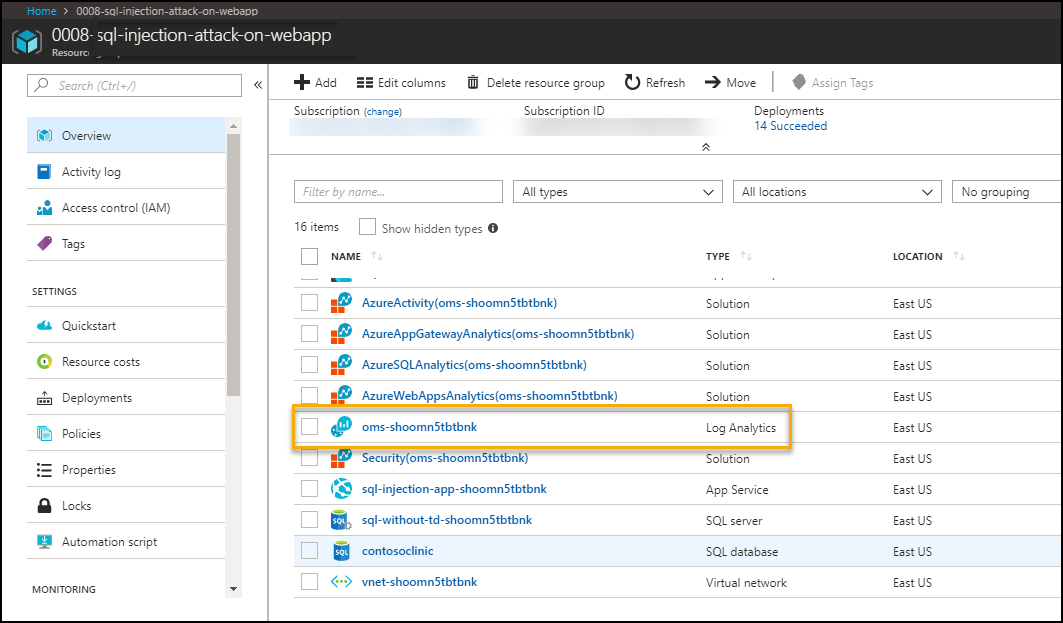 Home > 0008-sql-injection-attack-on-webapp
0008-sql-injection-attack-on-webapp
Resource
Search (Ctrl+/)
«
Add
Edit columns
Delete resource group
Refresh
Move
Assign Tags
Subscription (change)
Subscription ID
Deployments
14 Succeeded
Overview
Activity log
Access control (IAM)
Tags
SETTINGS
Quickstart
Resource costs
Deployments
Policies
Properties
Locks
Automation script
MONITORING
Filter by name...
All types
All locations
No grouping
16 items
Show hidden types
NAME TYPE LOCATION
AzureActivity(oms-shoomn5tbtbnk) Solution East US
AzureAppGatewayAnalytics(oms-shoomn5tbtbnk) Solution East US
AzureSQLAnalytics(oms-shoomn5tbtbnk) Solution East US
AzureWebAppsAnalytics(oms-shoomn5tbtbnk) Solution East US
oms-shoomn5tbtbnk Log Analytics East US
Security(oms-shoomn5tbtbnk) Solution East US
sql-injection-app-shoomn5tbtbnk App Service East US
sql-without-td-shoomn5tbtbnk SQL server East US
contosoclinic SQL database East US
vnet-shoomn5tbtbnk Virtual network East US